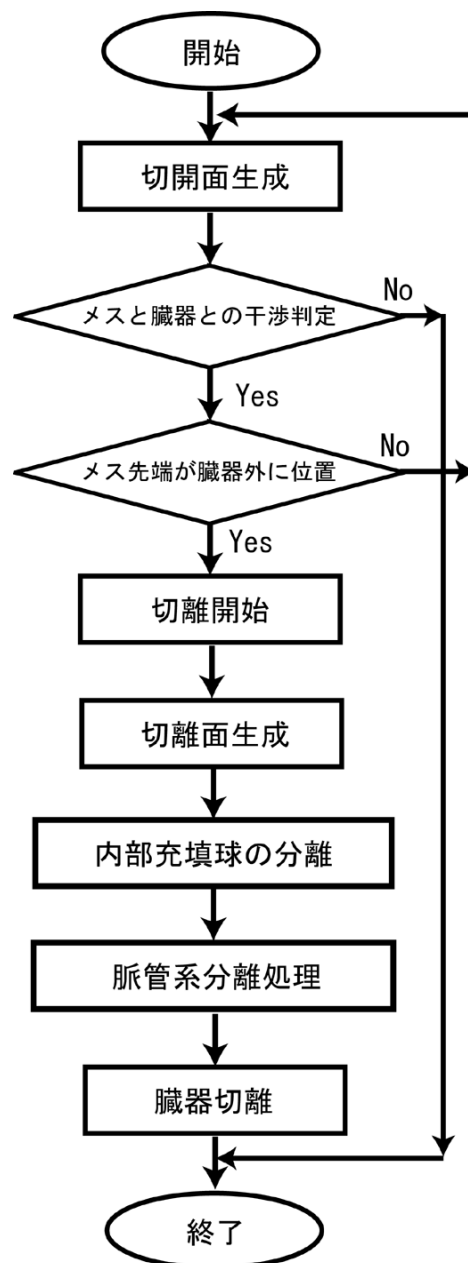 開始
切開面生成
メスと臓器との干渉判定
No
Yes
メス先端が臓器外に位置
No
Yes
切離開始
切離面生成
内部充填球の分離
脈管系分離処理
臓器切離
終了